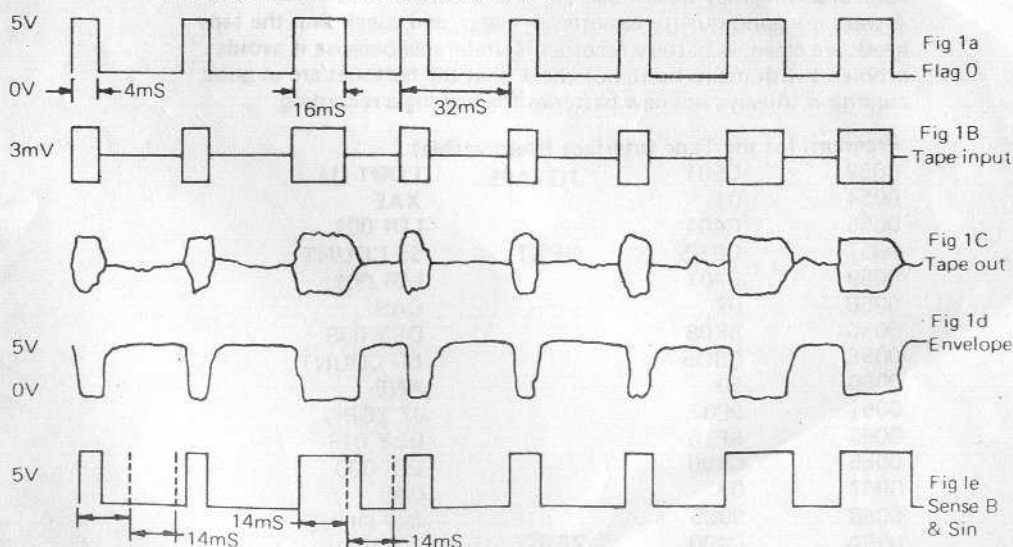 5V
0V
4mS
16mS
32mS
Fig 1a
Flag 0
3mV
Fig 1B
Tape input
Fig 1C
Tape out
5V
0V
Fig 1d
Envelope
5V
14mS
14mS
14mS
Fig 1e
Sense B
& Sin